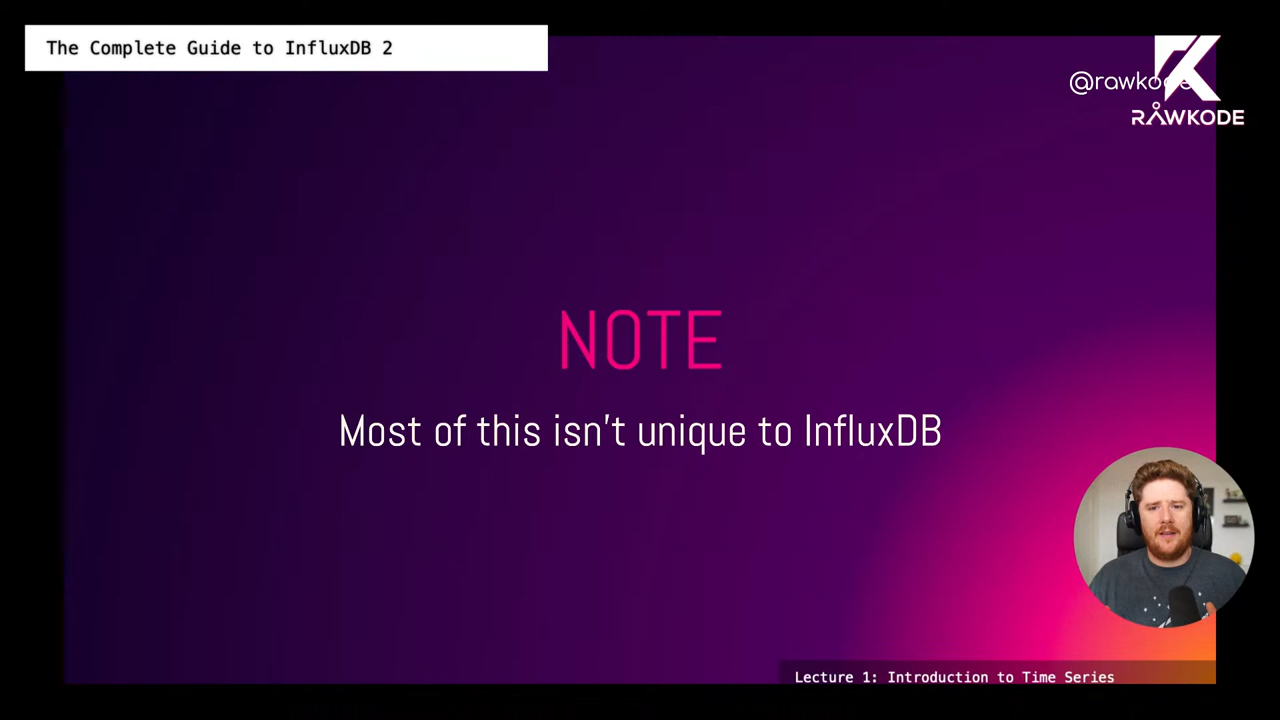 The Complete Guide to InfluxDB 2
@rawkode
RAWKODE
NOTE
Most of this isn't unique to InfluxDB
Lecture 1: Introduction to Time Series